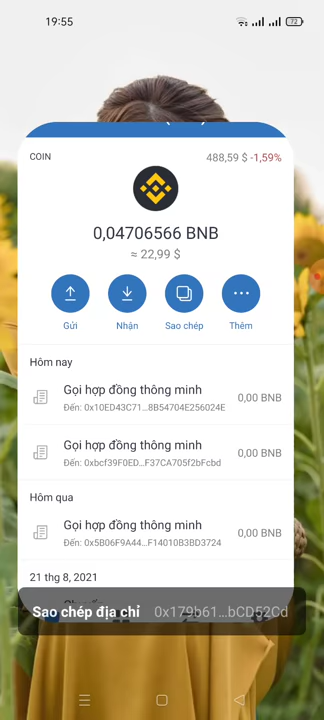 19:55
72
COIN
488,59 $ -1,59%
0,04706566 BNB
≈ 22,99 $
Gửi
Nhận
Sao chép
Thêm
Hôm nay
Gọi hợp đồng thông minh
0,00 BNB
Đến: 0x10ED43C71...8B54704E256024E
Gọi hợp đồng thông minh
0,00 BNB
Đến: 0xbcf39F0ED...F37CA705f2bFcbd
Hôm qua
Gọi hợp đồng thông minh
0,00 BNB
Đến: 0x5B06F9A44...F14010B3BD3724
21 thg 8, 2021
Sao chép địa chỉ 0x179b61...bCD52Cd